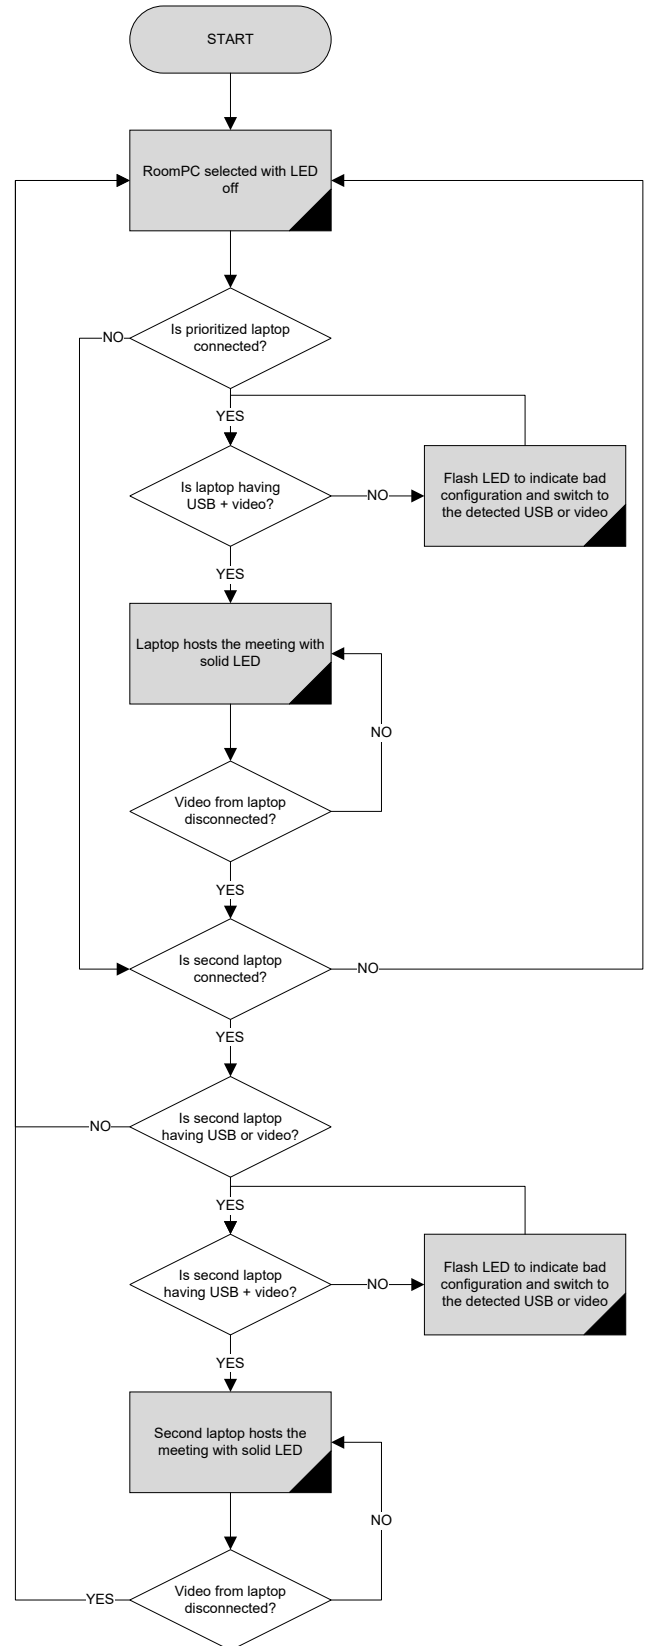 START
RoomPC selected with LED
off
Is prioritized laptop
connected?
NO
YES
Is laptop having
USB + video?
NO
Flash LED to indicate bad
configuration and switch to
the detected USB or video
YES
Laptop hosts the meeting with
solid LED
NO
Video from laptop
disconnected?
YES
Is second laptop
connected?
NO
YES
Is second laptop
having USB or video?
NO
YES
Is second laptop
having USB + video?
NO
Flash LED to indicate bad
configuration and switch to
the detected USB or video
YES
Second laptop hosts the
meeting with solid LED
NO
Video from laptop
disconnected?
YES